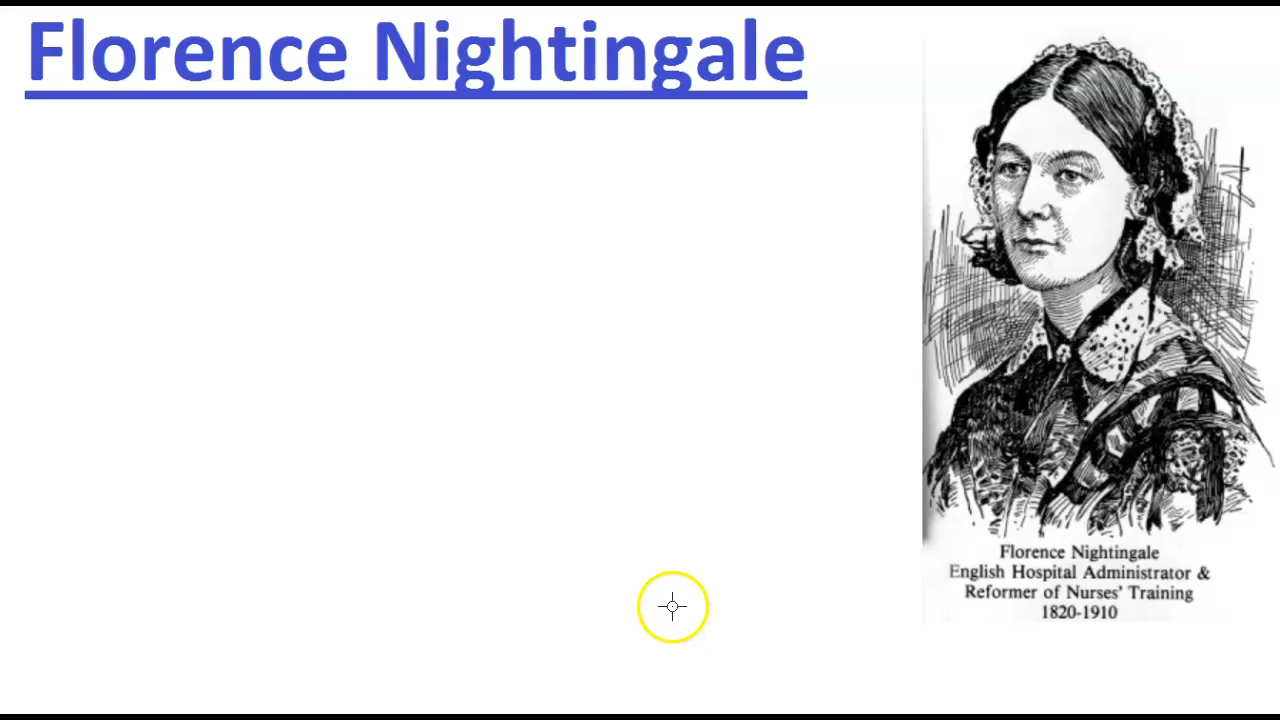 Florence Nightingale
Florence Nightingale
English Hospital Administrator &
Reformer of Nurses' Training
1820-1910